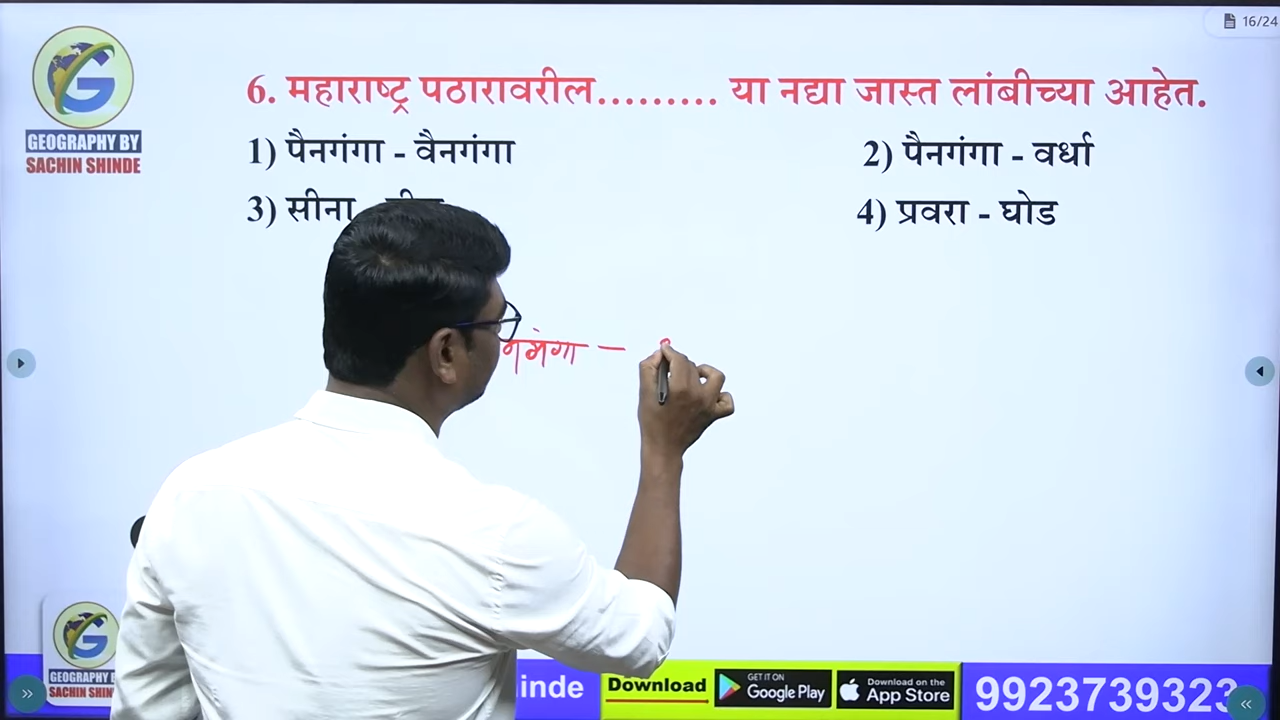 16/24
GEOGRAPHY BY
SACHIN SHINDE
6. महाराष्ट्र पठारावरील......... या नद्या जास्त लांबीच्या आहेत.
1) पैनगंगा - वैनगंगा
2) पैनगंगा - वर्धा
3) सीना
4) प्रवरा - घोड
GEOGRAPHY
SACHIN SHIN
inde
Download
GET IT ON
Google Play
Download on the
App Store
9923739323